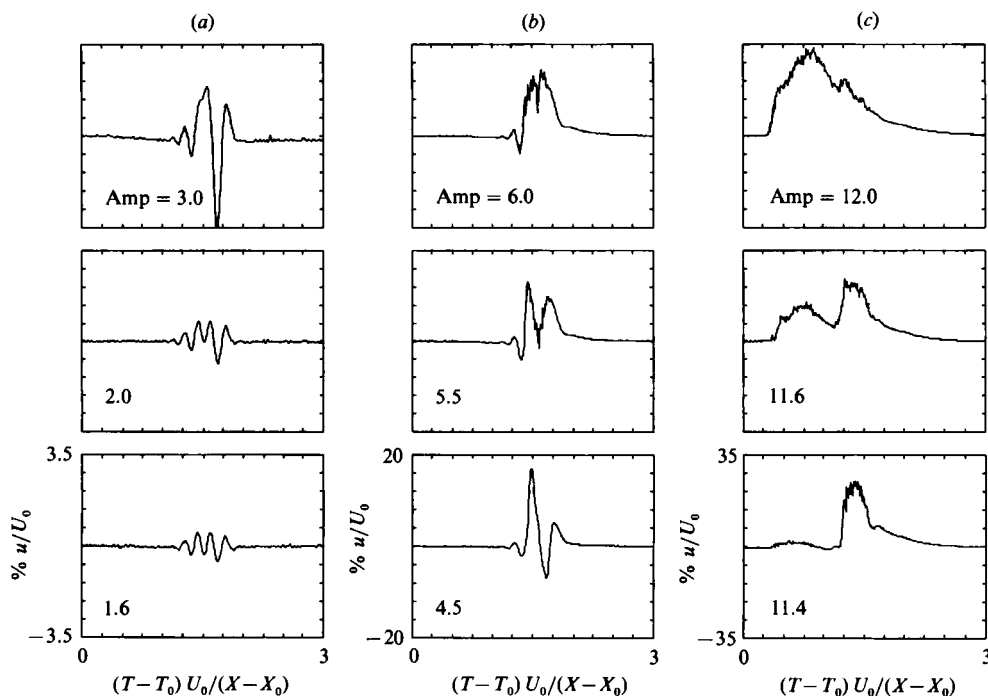 (a) (b) (c)
Amp = 3.0 Amp = 6.0 Amp = 12.0
2.0 5.5 11.6
3.5 20 35
% u/U₀ % u/U₀ % u/U₀
1.6 4.5 11.4
−3.5 −20 −35
0 3 0 3 0 3
(T−T₀) U₀/(X−X₀) (T−T₀) U₀/(X−X₀) (T−T₀) U₀/(X−X₀)